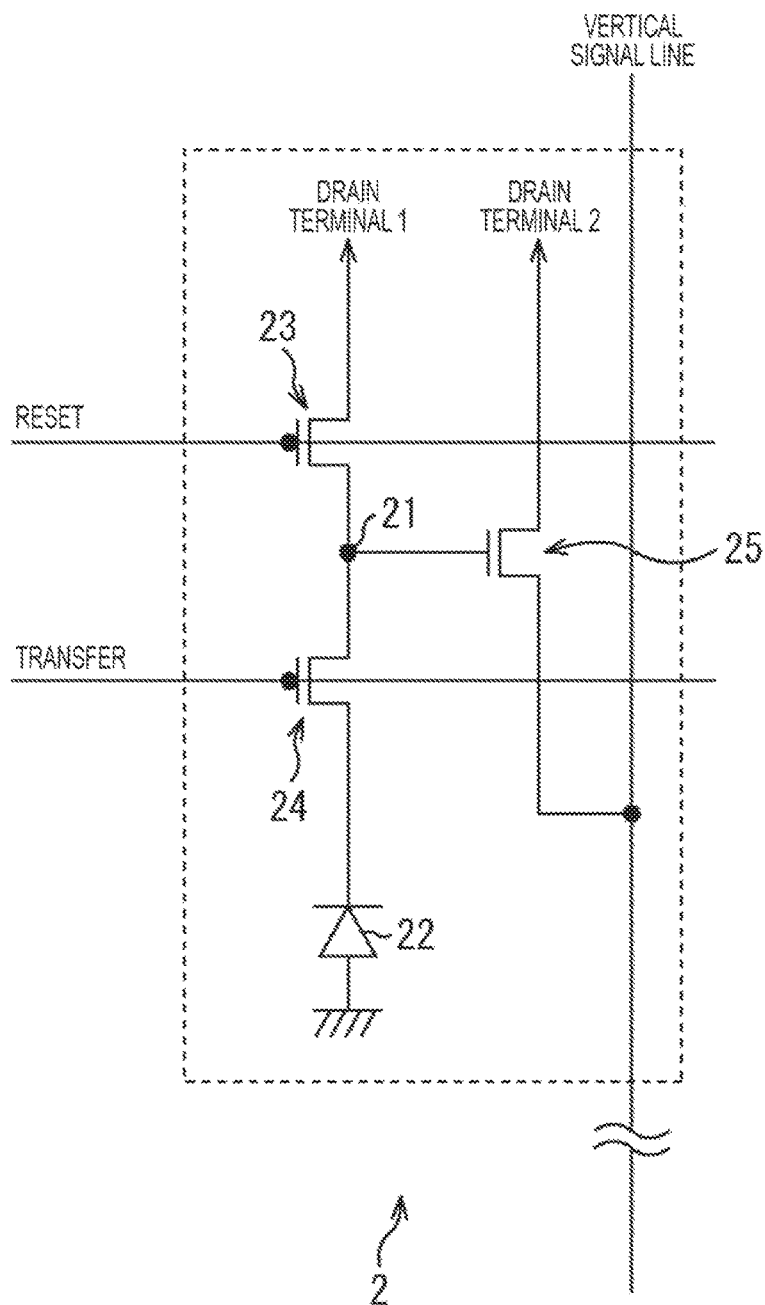 VERTICAL
SIGNAL LINE
DRAIN
TERMINAL 1
DRAIN
TERMINAL 2
23
RESET
21
25
TRANSFER
24
22
2